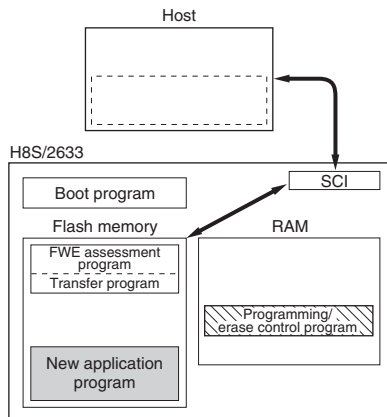 Host
H8S/2633
SCI
Boot program
Flash memory
RAM
FWE assessment
program
Transfer program
Programming/
erase control program
New application
program